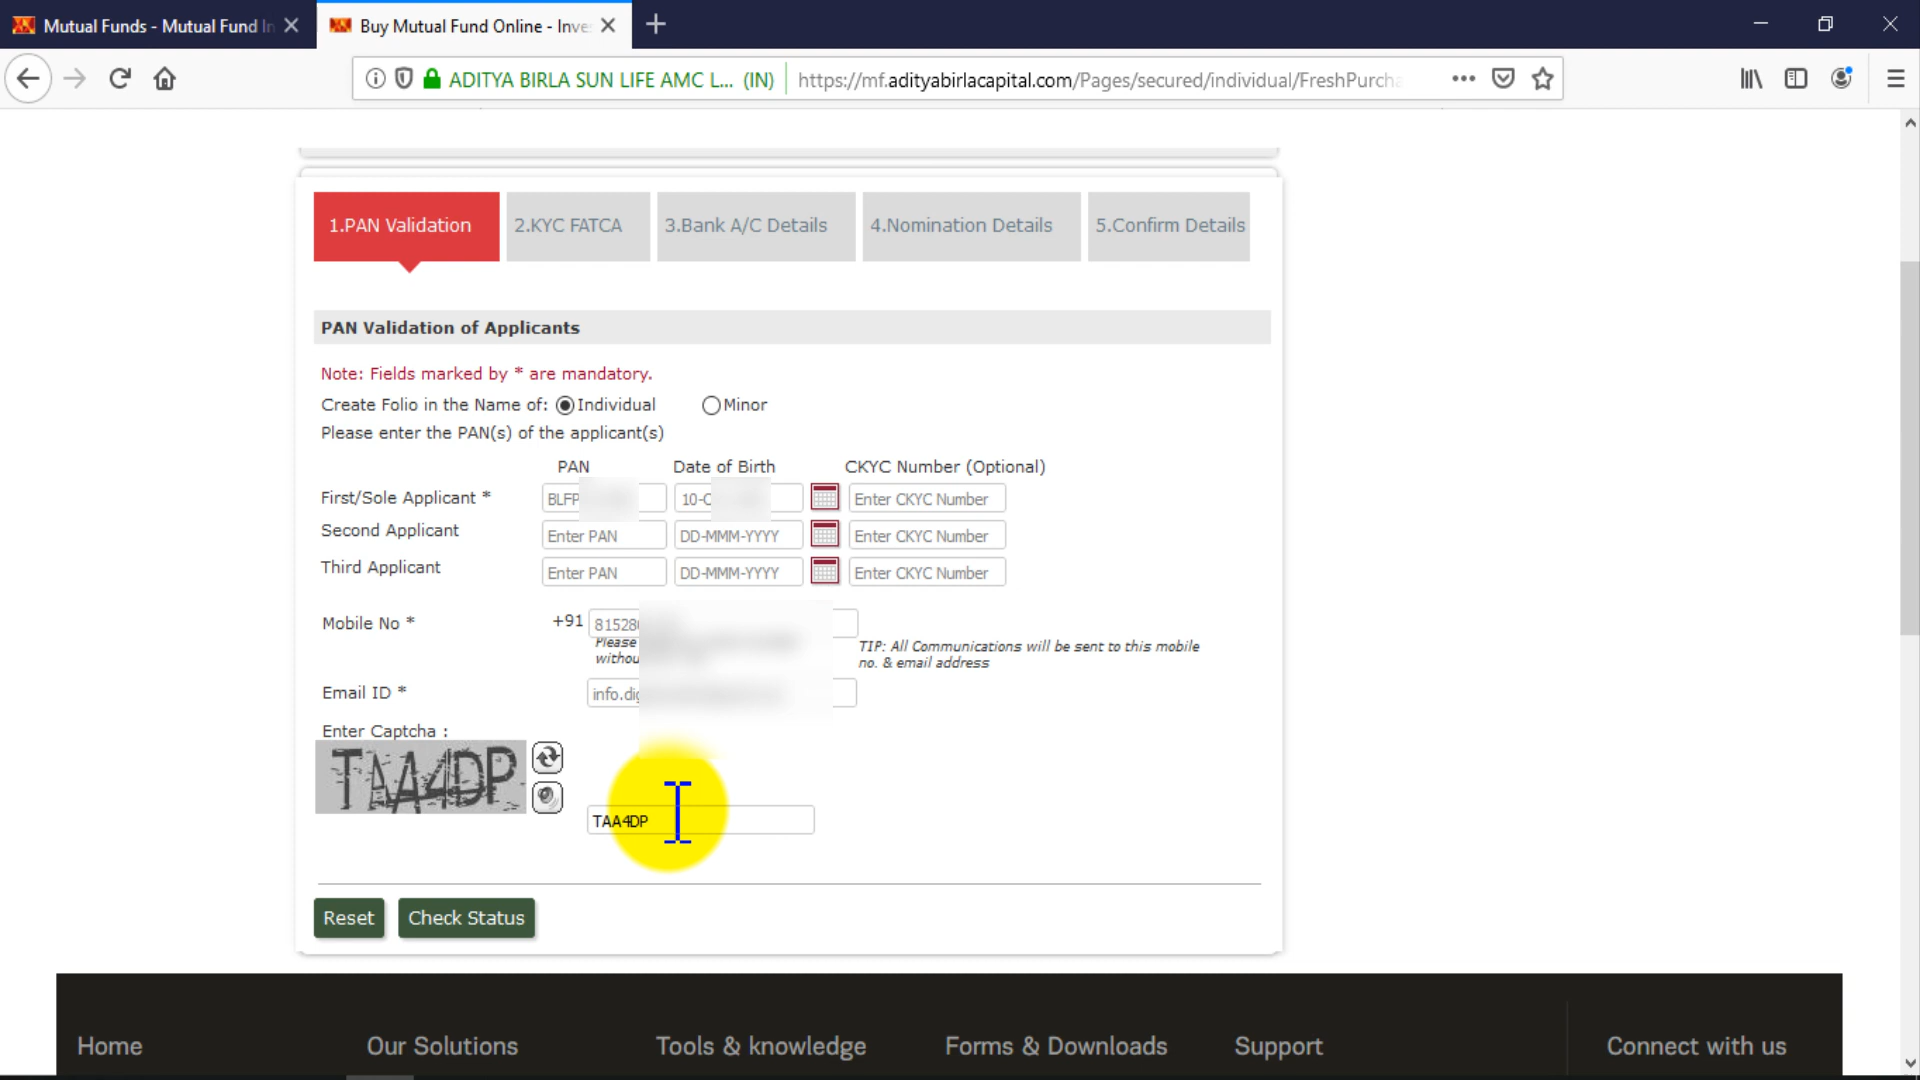 Mutual Funds - Mutual Fund In
Buy Mutual Fund Online - Inve
ADITYA BIRLA SUN LIFE AMC L... (IN)
https://mf.adityabirlacapital.com/Pages/secured/individual/FreshPurcha
1.PAN Validation
2.KYC FATCA
3.Bank A/C Details
4.Nomination Details
5.Confirm Details
PAN Validation of Applicants
Note: Fields marked by * are mandatory.
Create Folio in the Name of: Individual Minor
Please enter the PAN(s) of the applicant(s)
PAN Date of Birth CKYC Number (Optional)
First/Sole Applicant * BLFP 10-O Enter CKYC Number
Second Applicant Enter PAN DD-MMM-YYYY Enter CKYC Number
Third Applicant Enter PAN DD-MMM-YYYY Enter CKYC Number
Mobile No * +91 8152
Please
TIP: All Communications will be sent to this mobile
no. & email address
Email ID * info.dig
Enter Captcha :
TAA4DP
TAA4DP
Reset Check Status
Home Our Solutions Tools & knowledge Forms & Downloads Support Connect with us